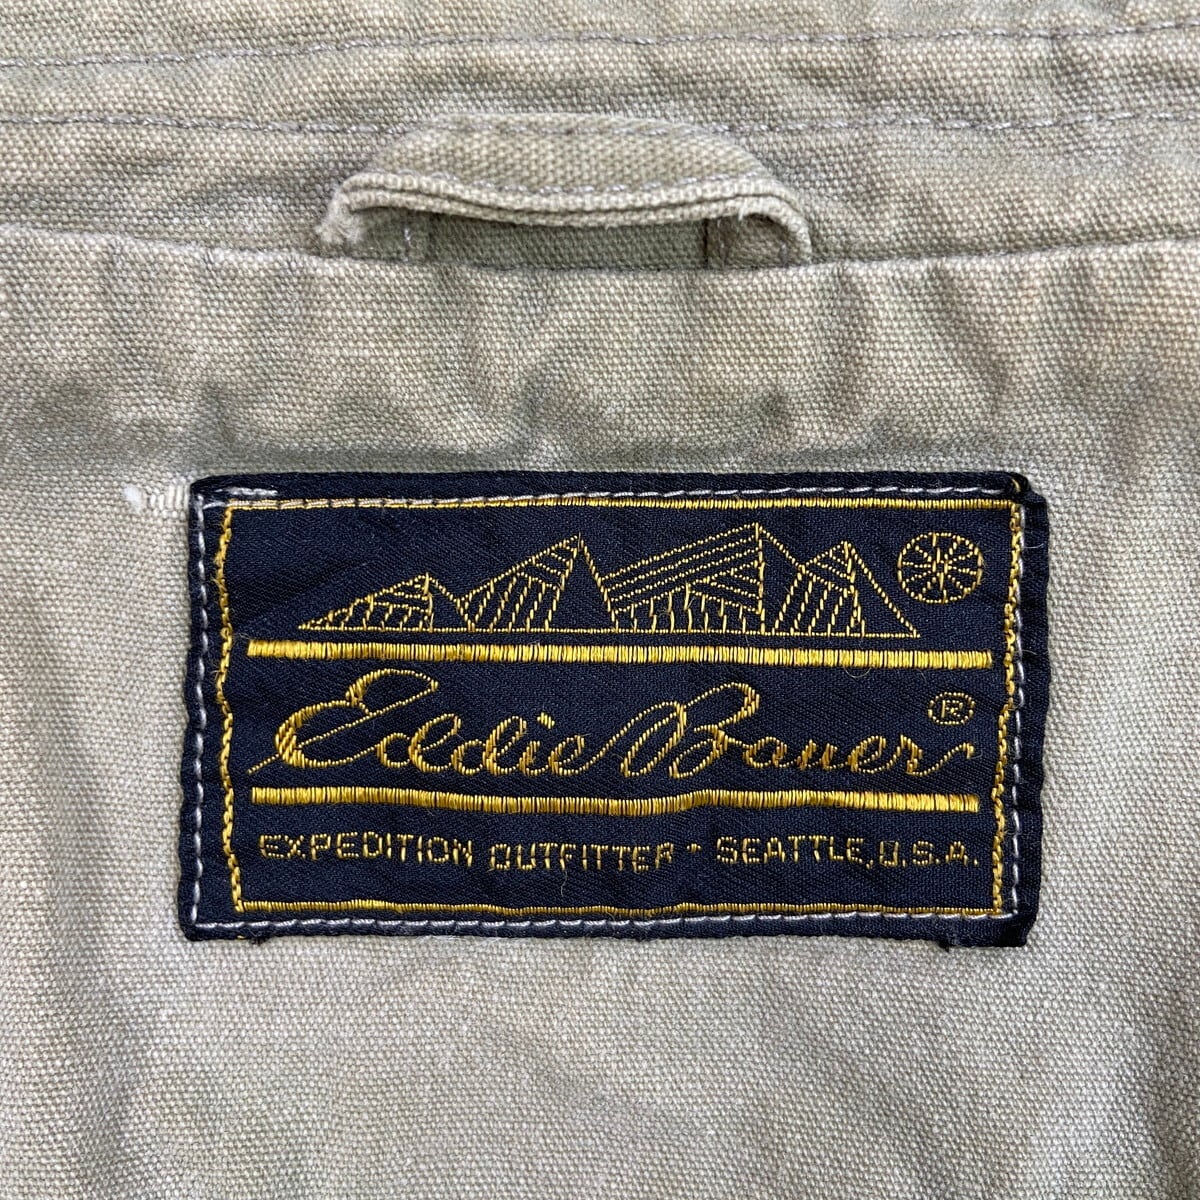 Eddie Bauer ®
EXPEDITION OUTFITTER • SEATTLE, U.S.A.